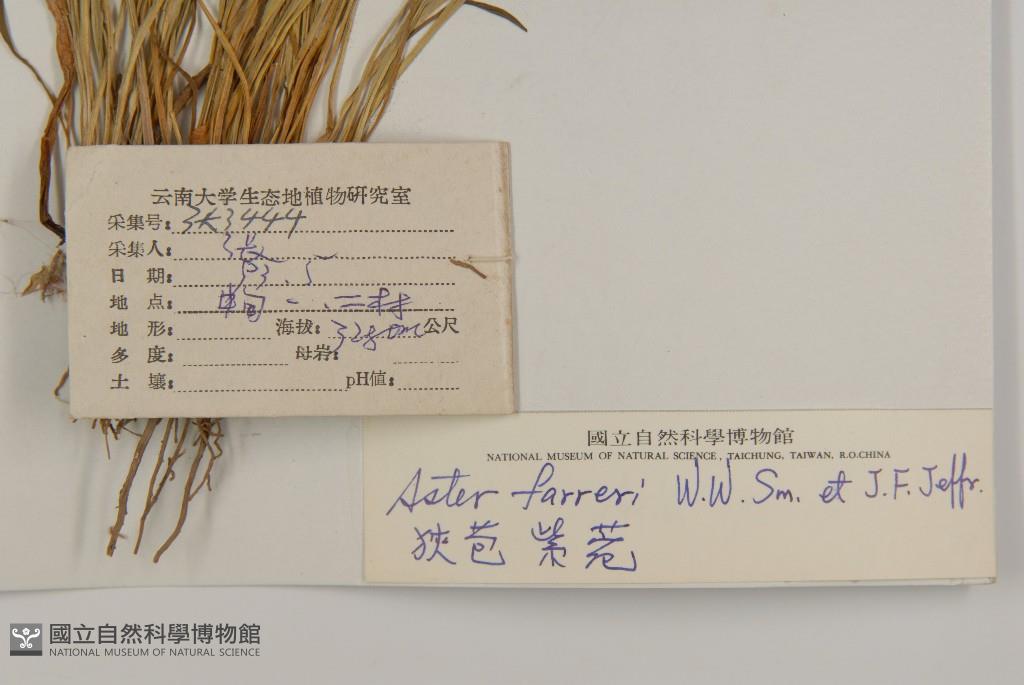 云南大学生态地植物研究室
采集号:
采集人:
日 期:
地 点:
地 形: 海拔: 公尺
多 度: 母岩:
土 壤: pH值:
國立自然科學博物館
NATIONAL MUSEUM OF NATURAL SCIENCE, TAICHUNG, TAIWAN, R.O.CHINA
Aster farreri W.W. Sm. et J.F. Jeffr.
狹苞 紫菀
國立自然科學博物館
NATIONAL MUSEUM OF NATURAL SCIENCE